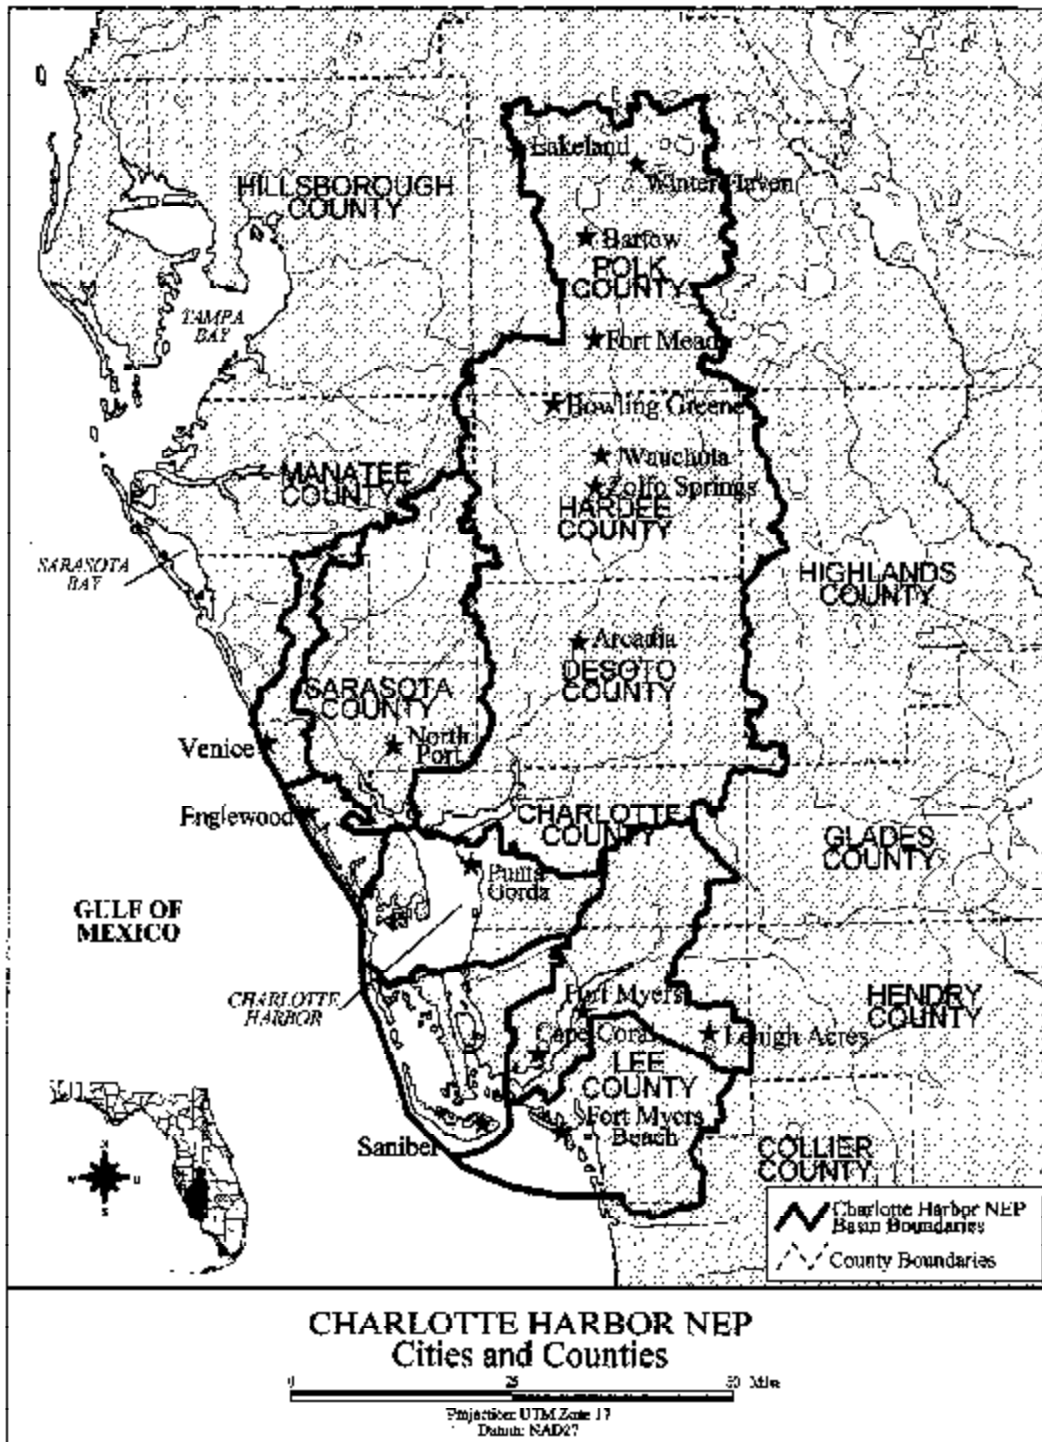 Lakeland
Winter Haven
HILLSBOROUGH
COUNTY
Bartow
POLK
COUNTY
TAMPA
BAY
Fort Mead
Bowling Greene
Wauchula
Zolfo Springs
MANATEE
COUNTY
HARDEE
COUNTY
SARASOTA
BAY
HIGHLANDS
COUNTY
Arcadia
DESOTO
COUNTY
SARASOTA
COUNTY
Venice
North
Port
Englewood
CHARLOTTE
COUNTY
GLADES
COUNTY
Punta
Gorda
GULF OF
MEXICO
CHARLOTTE
HARBOR
Fort Myers
HENDRY
COUNTY
Cape Coral
Lehigh Acres
LEE
COUNTY
Fort Myers
Beach
Sanibel
COLLIER
COUNTY
Charlotte Harbor NEP
Basin Boundaries
County Boundaries
CHARLOTTE HARBOR NEP
Cities and Counties
0 25 50 Miles
Projection: UTM Zone 17
Datum: NAD27